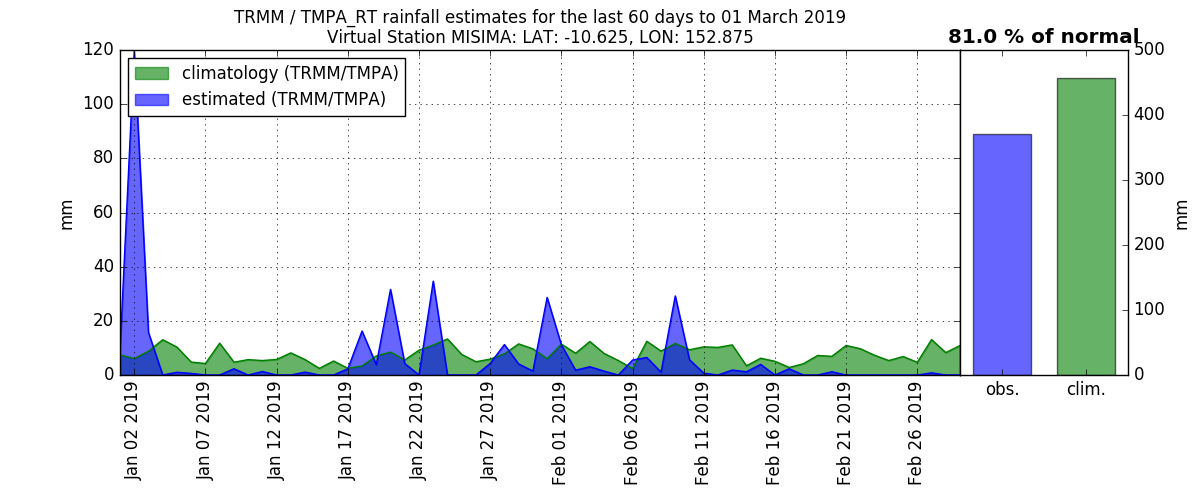 TRMM / TMPA_RT rainfall estimates for the last 60 days to 01 March 2019
Virtual Station MISIMA: LAT: -10.625, LON: 152.875
81.0 % of normal
climatology (TRMM/TMPA)
estimated (TRMM/TMPA)
120
100
80
60
40
20
0
mm
Jan 02 2019
Jan 07 2019
Jan 12 2019
Jan 17 2019
Jan 22 2019
Jan 27 2019
Feb 01 2019
Feb 06 2019
Feb 11 2019
Feb 16 2019
Feb 21 2019
Feb 26 2019
500
400
300
200
100
0
mm
obs.
clim.